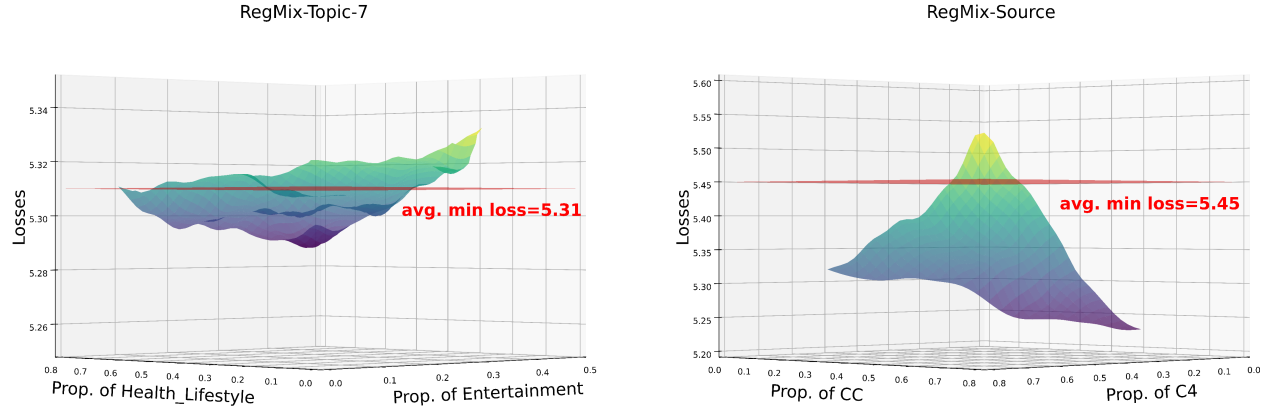 RegMix-Topic-7
5.34
5.32
5.30
5.28
5.26
Losses
avg. min loss=5.31
0.8 0.7 0.6 0.5 0.4 0.3 0.2 0.1 0.0
Prop. of Health_Lifestyle
0.0 0.1 0.2 0.3 0.4 0.5
Prop. of Entertainment
RegMix-Source
5.60
5.55
5.50
5.45
5.40
5.35
5.30
5.25
5.20
Losses
avg. min loss=5.45
0.0 0.1 0.2 0.3 0.4 0.5 0.6 0.7 0.8
Prop. of CC
0.8 0.7 0.6 0.5 0.4 0.3 0.2 0.1 0.0
Prop. of C4